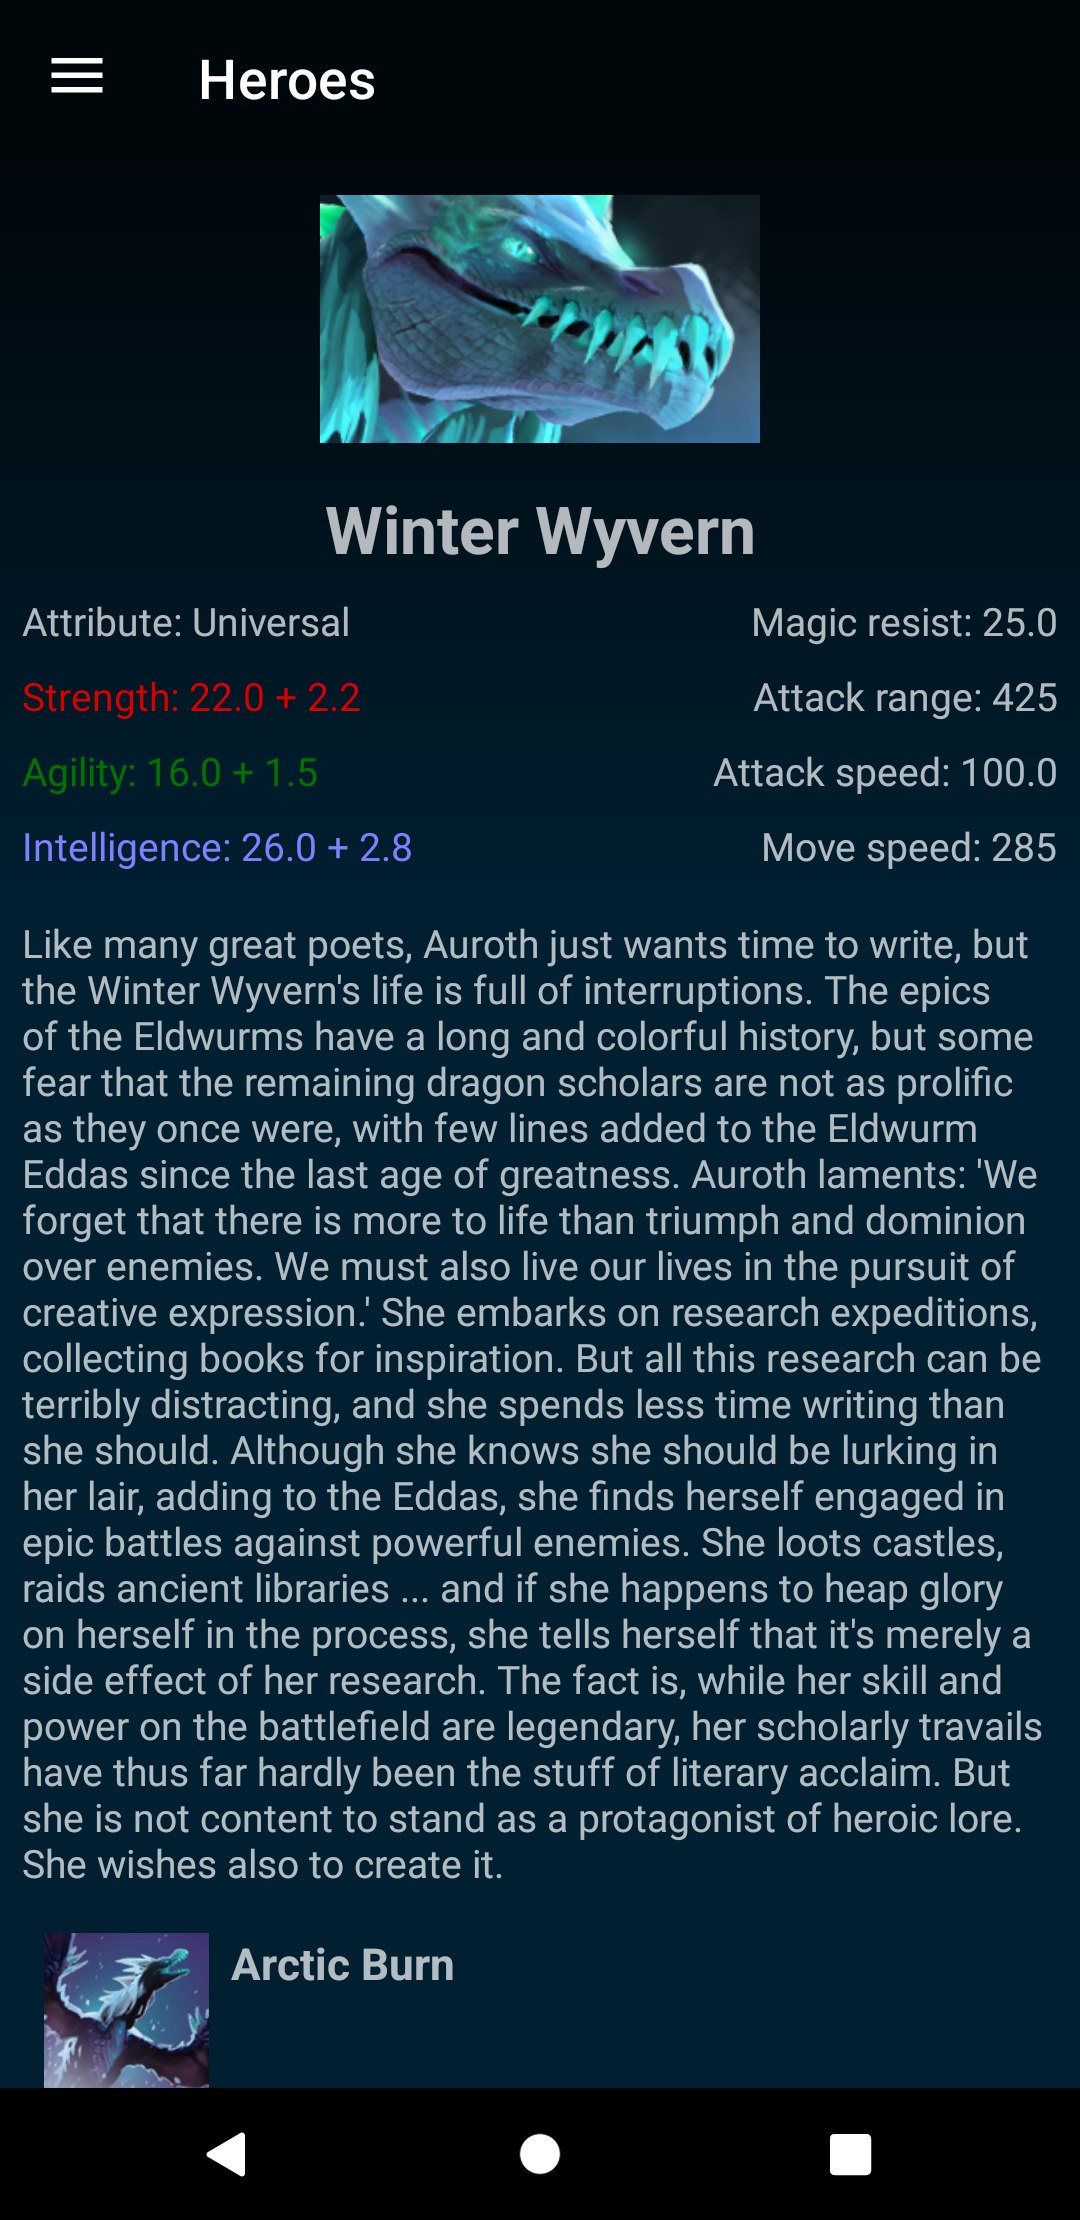 Heroes
Winter Wyvern
Attribute: Universal
Magic resist: 25.0
Strength: 22.0 + 2.2
Attack range: 425
Agility: 16.0 + 1.5
Attack speed: 100.0
Intelligence: 26.0 + 2.8
Move speed: 285
Like many great poets, Auroth just wants time to write, but
the Winter Wyvern's life is full of interruptions. The epics
of the Eldwurms have a long and colorful history, but some
fear that the remaining dragon scholars are not as prolific
as they once were, with few lines added to the Eldwurm
Eddas since the last age of greatness. Auroth laments: 'We
forget that there is more to life than triumph and dominion
over enemies. We must also live our lives in the pursuit of
creative expression.' She embarks on research expeditions,
collecting books for inspiration. But all this research can be
terribly distracting, and she spends less time writing than
she should. Although she knows she should be lurking in
her lair, adding to the Eddas, she finds herself engaged in
epic battles against powerful enemies. She loots castles,
raids ancient libraries ... and if she happens to heap glory
on herself in the process, she tells herself that it's merely a
side effect of her research. The fact is, while her skill and
power on the battlefield are legendary, her scholarly travails
have thus far hardly been the stuff of literary acclaim. But
she is not content to stand as a protagonist of heroic lore.
She wishes also to create it.
Arctic Burn